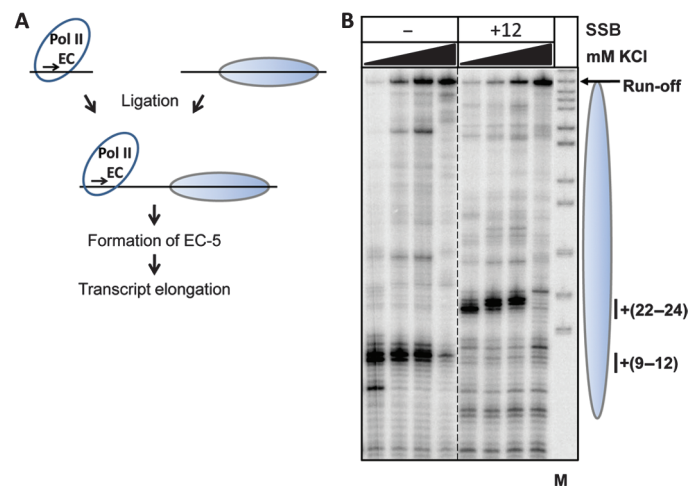 A
Pol II
EC
Ligation
Pol II
EC
Formation of EC-5
Transcript elongation
B
– +12 SSB
mM KCl
Run-off
+(22–24)
+(9–12)
M